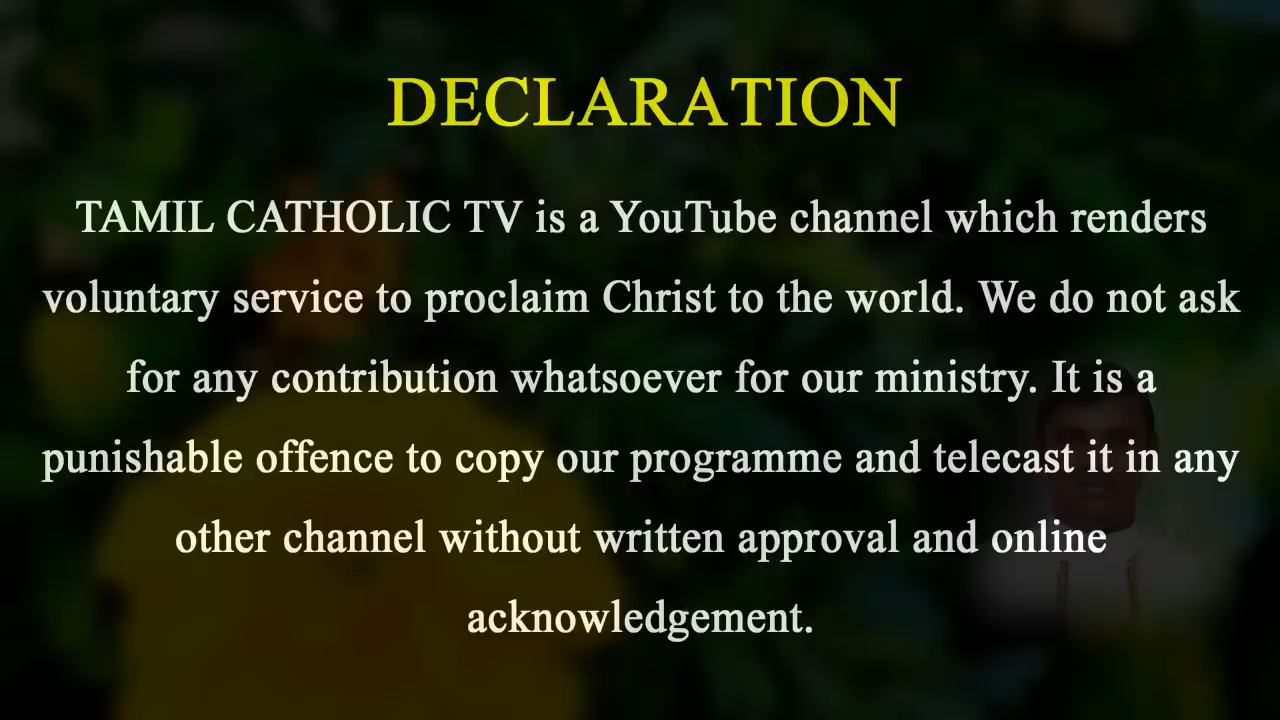 DECLARATION
TAMIL CATHOLIC TV is a YouTube channel which renders
voluntary service to proclaim Christ to the world. We do not ask
for any contribution whatsoever for our ministry. It is a
punishable offence to copy our programme and telecast it in any
other channel without written approval and online
acknowledgement.